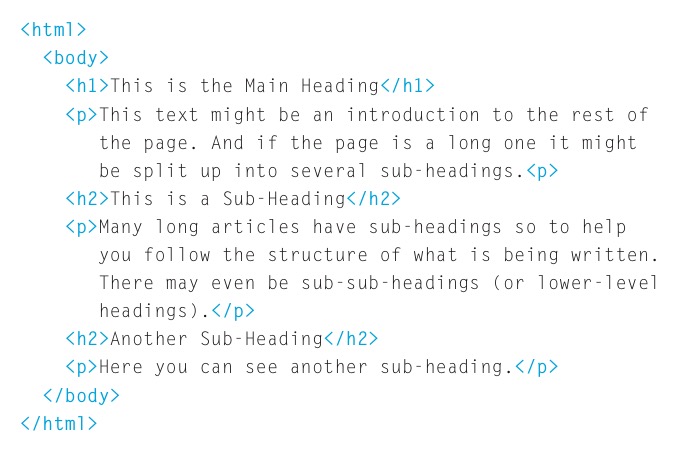 <html>
<body>
<h1>This is the Main Heading</h1>
<p>This text might be an introduction to the rest of
the page. And if the page is a long one it might
be split up into several sub-headings.<p>
<h2>This is a Sub-Heading</h2>
<p>Many long articles have sub-headings so to help
you follow the structure of what is being written.
There may even be sub-sub-headings (or lower-level
headings).</p>
<h2>Another Sub-Heading</h2>
<p>Here you can see another sub-heading.</p>
</body>
</html>